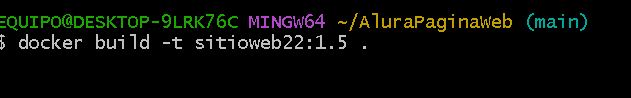 EQUIPO@DESKTOP-9LRK76C MINGW64 ~/AluraPaginaWeb (main)
$ docker build -t sitioweb22:1.5 .